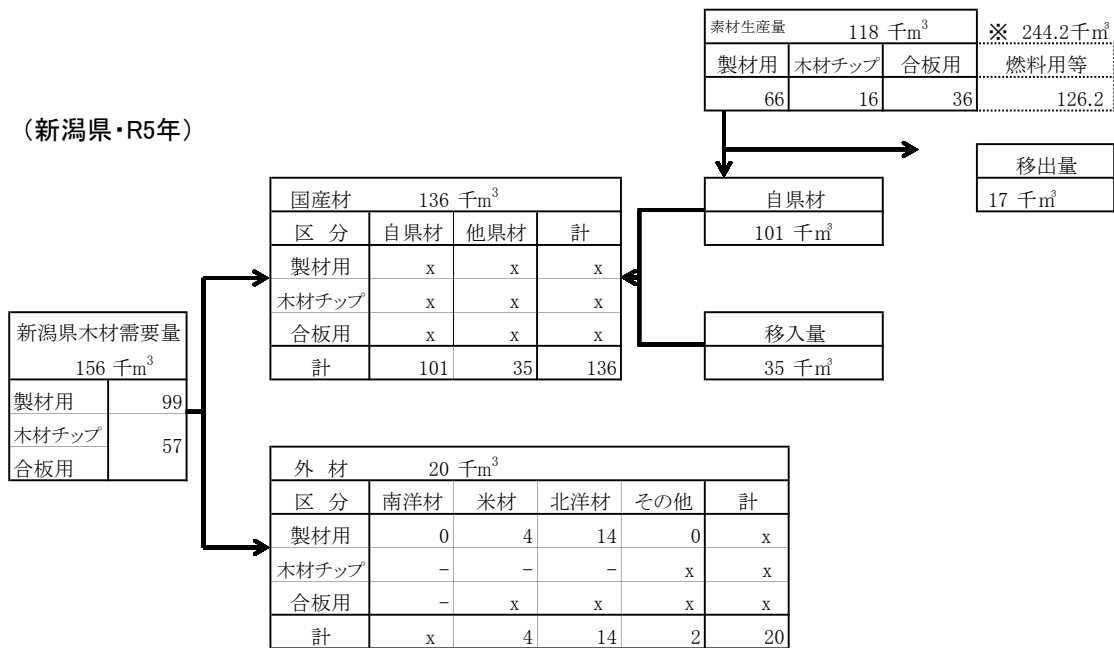 素材生産量 118 千m³ ※ 244.2千㎥
製材用 木材チップ 合板用 燃料用等
66 16 36 126.2
（新潟県・R5年）
移出量
17 千㎥
国産材 136 千m³
区 分 自県材 他県材 計
製材用 x x x
木材チップ x x x
合板用 x x x
計 101 35 136
自県材
101 千㎥
移入量
35 千㎥
新潟県木材需要量
156 千m³
製材用 99
木材チップ 57
合板用
外 材 20 千m³
区 分 南洋材 米材 北洋材 その他 計
製材用 0 4 14 0 x
木材チップ − − − x x
合板用 − x x x x
計 x 4 14 2 20